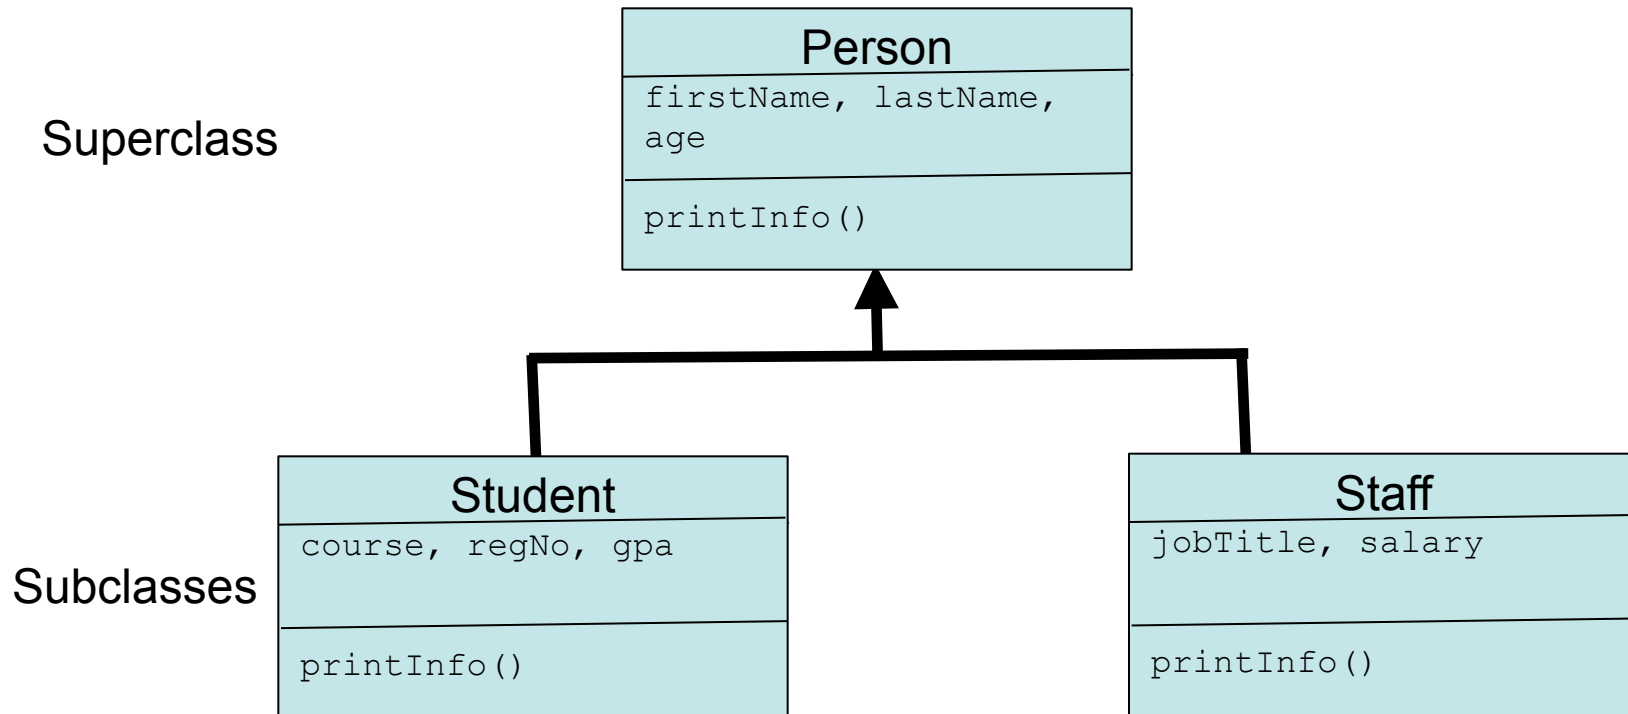 Person
firstName, lastName,
age
Superclass
printInfo()
Student
course, regNo, gpa
Subclasses
printInfo()
Staff
jobTitle, salary
printInfo()